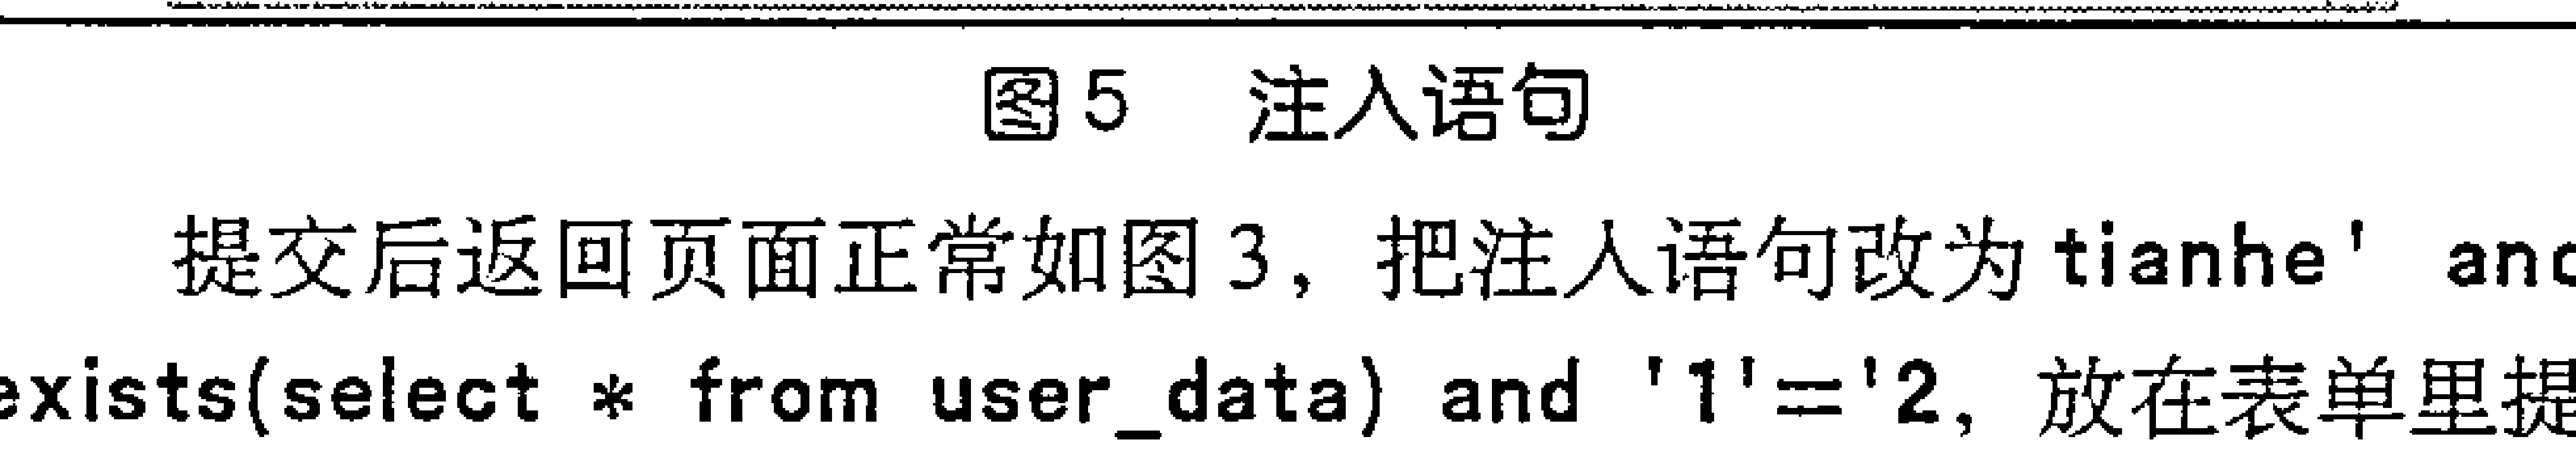 图5 注入语句
提交后返回页面正常如图3，把注入语句改为tianhe' and
exists(select * from user_data) and '1'='2，放在表单里提